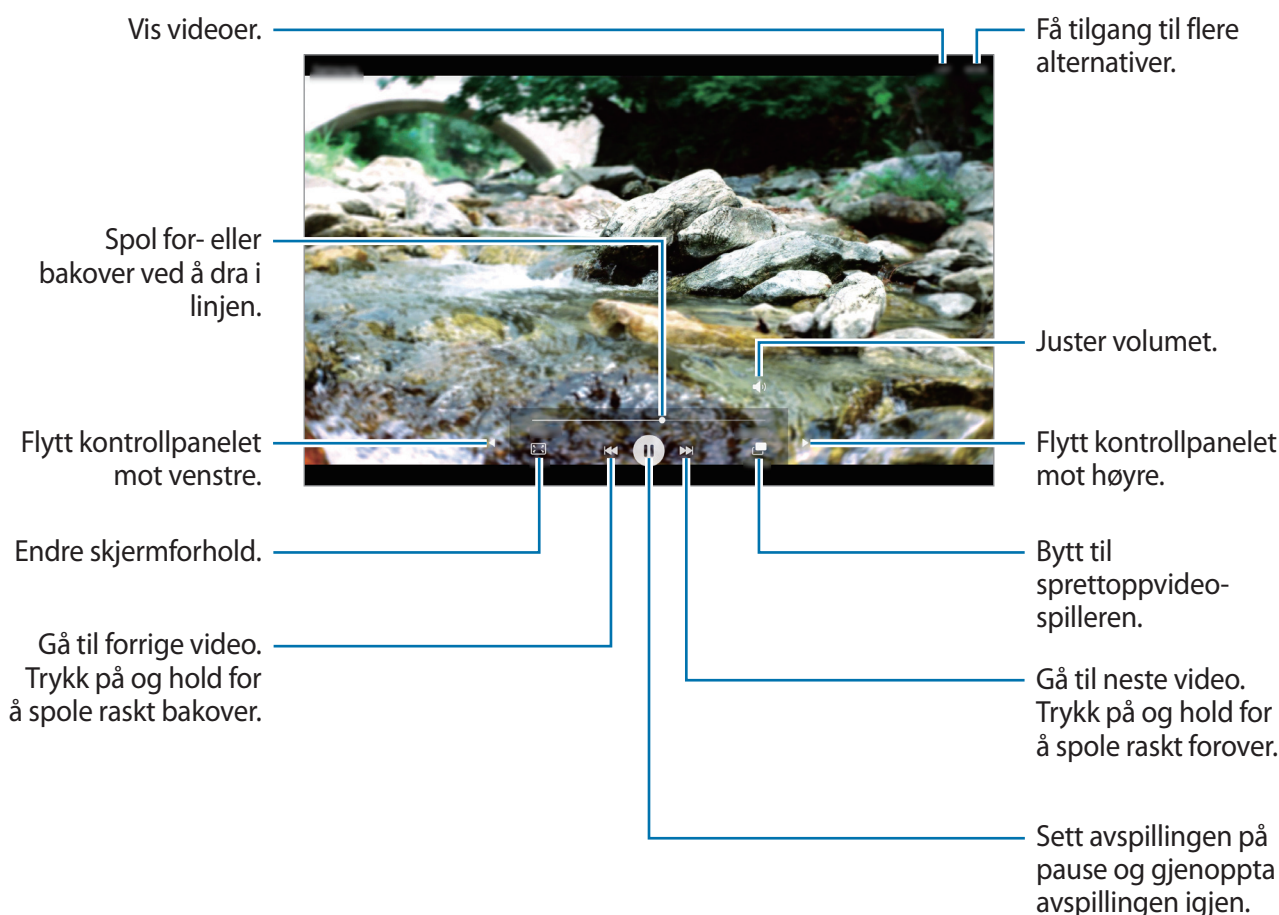 Vis videoer.
Få tilgang til flere
alternativer.
Spol for- eller
bakover ved å dra i
linjen.
Juster volumet.
Flytt kontrollpanelet
mot venstre.
Flytt kontrollpanelet
mot høyre.
Endre skjermforhold.
Bytt til
sprettoppvideo-
spilleren.
Gå til forrige video.
Trykk på og hold for
å spole raskt bakover.
Gå til neste video.
Trykk på og hold for
å spole raskt forover.
Sett avspillingen på
pause og gjenoppta
avspillingen igjen.